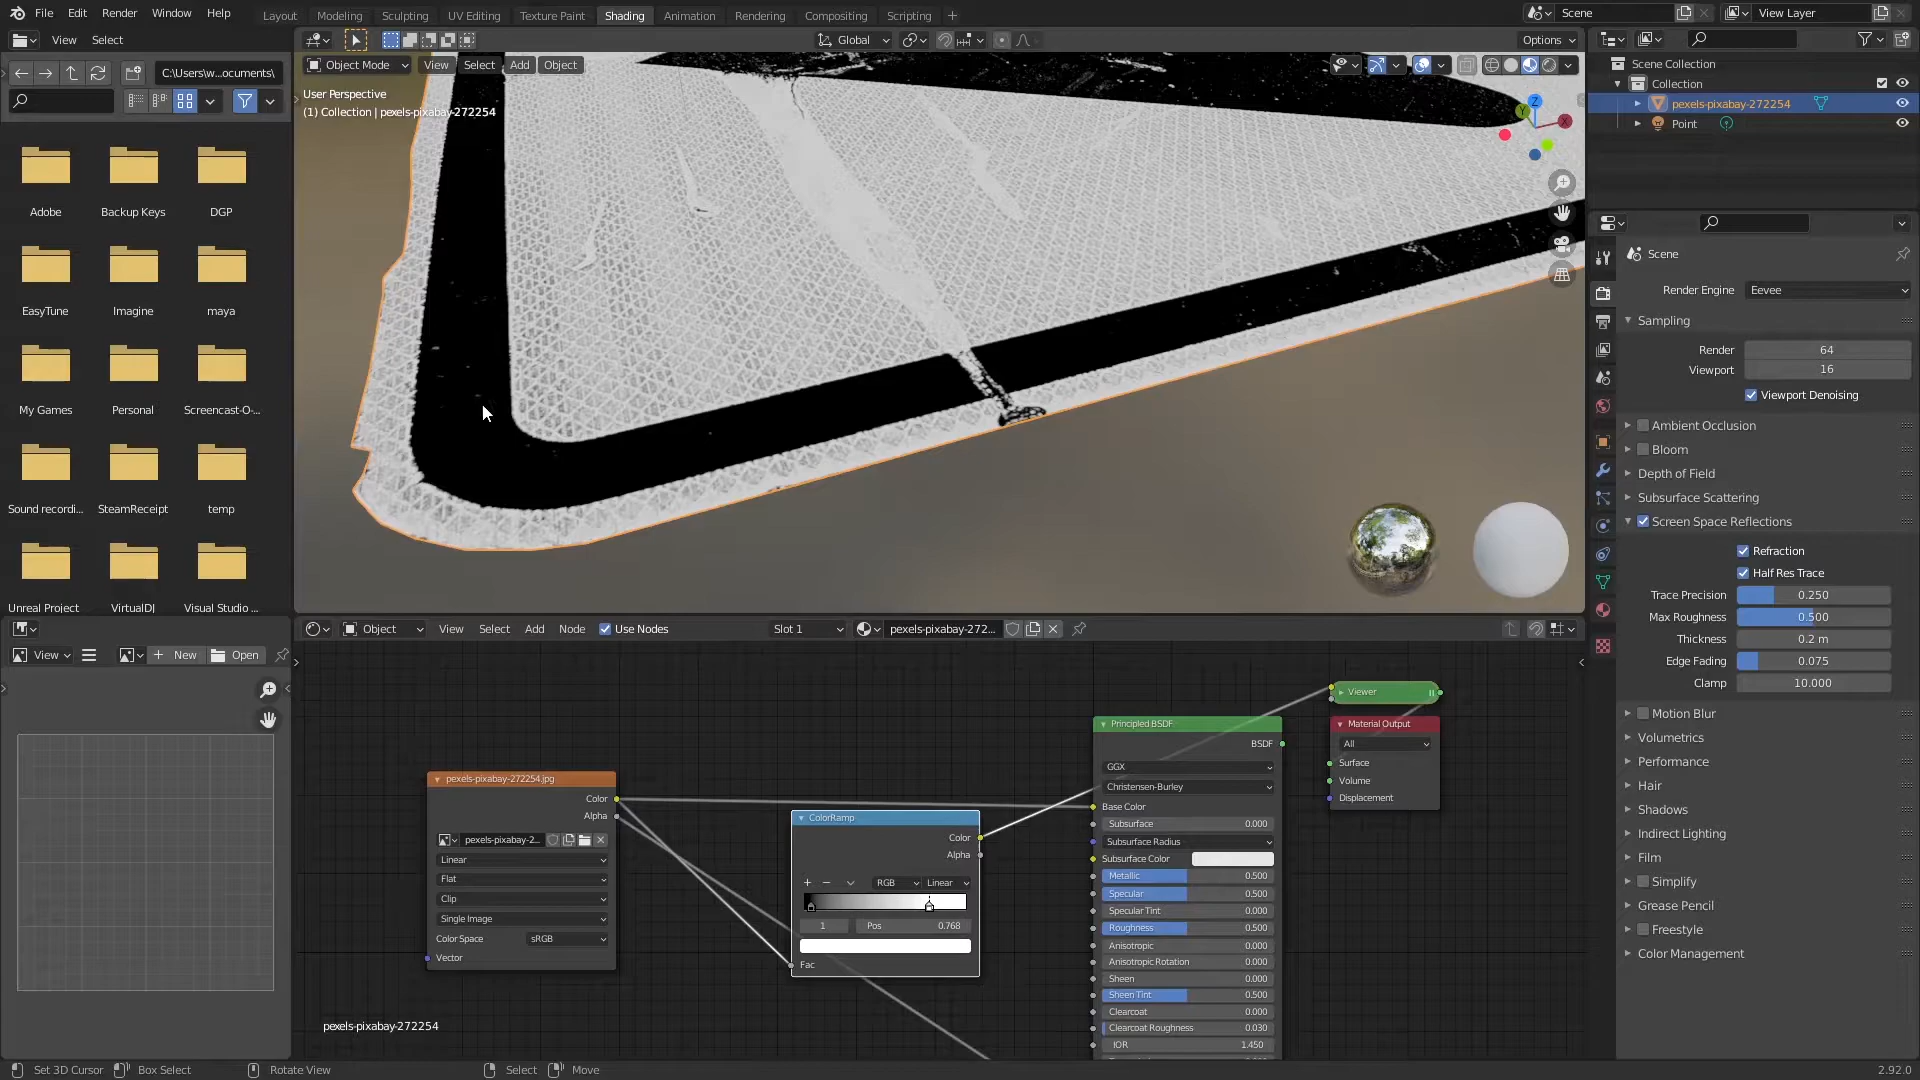 File Edit Render Window Help
Layout Modeling Sculpting UV Editing Texture Paint Shading Animation Rendering Compositing Scripting
Scene
View Layer
View Select
Global
Options
C:\Users\w...ocuments\
Object Mode View Select Add Object
User Perspective
(1) Collection | pexels-pixabay-272254
Z
Y
X
Adobe
Backup Keys
DGP
EasyTune
Imagine
maya
My Games
Personal
Screencast-O-...
Sound recordi...
SteamReceipt
temp
Unreal Project
VirtualDJ
Visual Studio ...
Scene Collection
Collection
pexels-pixabay-272254
Point
Scene
Render Engine Eevee
Sampling
Render 64
Viewport 16
Viewport Denoising
Ambient Occlusion
Bloom
Depth of Field
Subsurface Scattering
Screen Space Reflections
Refraction
Half Res Trace
Trace Precision 0.250
Max Roughness 0.500
Thickness 0.2 m
Edge Fading 0.075
Clamp 10.000
Motion Blur
Volumetrics
Performance
Hair
Shadows
Indirect Lighting
Film
Simplify
Grease Pencil
Freestyle
Color Management
View
New
Open
Object View Select Add Node Use Nodes
Slot 1
pexels-pixabay-272...
pexels-pixabay-272254.jpg
Color
Alpha
pexels-pixabay-2...
Linear
Flat
Clip
Single Image
Color Space sRGB
Vector
ColorRamp
Color
Alpha
RGB Linear
1 Pos 0.768
Fac
Principled BSDF
BSDF
GGX
Christensen-Burley
Base Color
Subsurface 0.000
Subsurface Radius
Subsurface Color
Metallic 0.500
Specular 0.500
Specular Tint 0.000
Roughness 0.500
Anisotropic 0.000
Anisotropic Rotation 0.000
Sheen 0.000
Sheen Tint 0.500
Clearcoat 0.000
Clearcoat Roughness 0.030
IOR 1.450
Viewer
Material Output
All
Surface
Volume
Displacement
pexels-pixabay-272254
Set 3D Cursor
Box Select
Rotate View
Select
Move
2.92.0